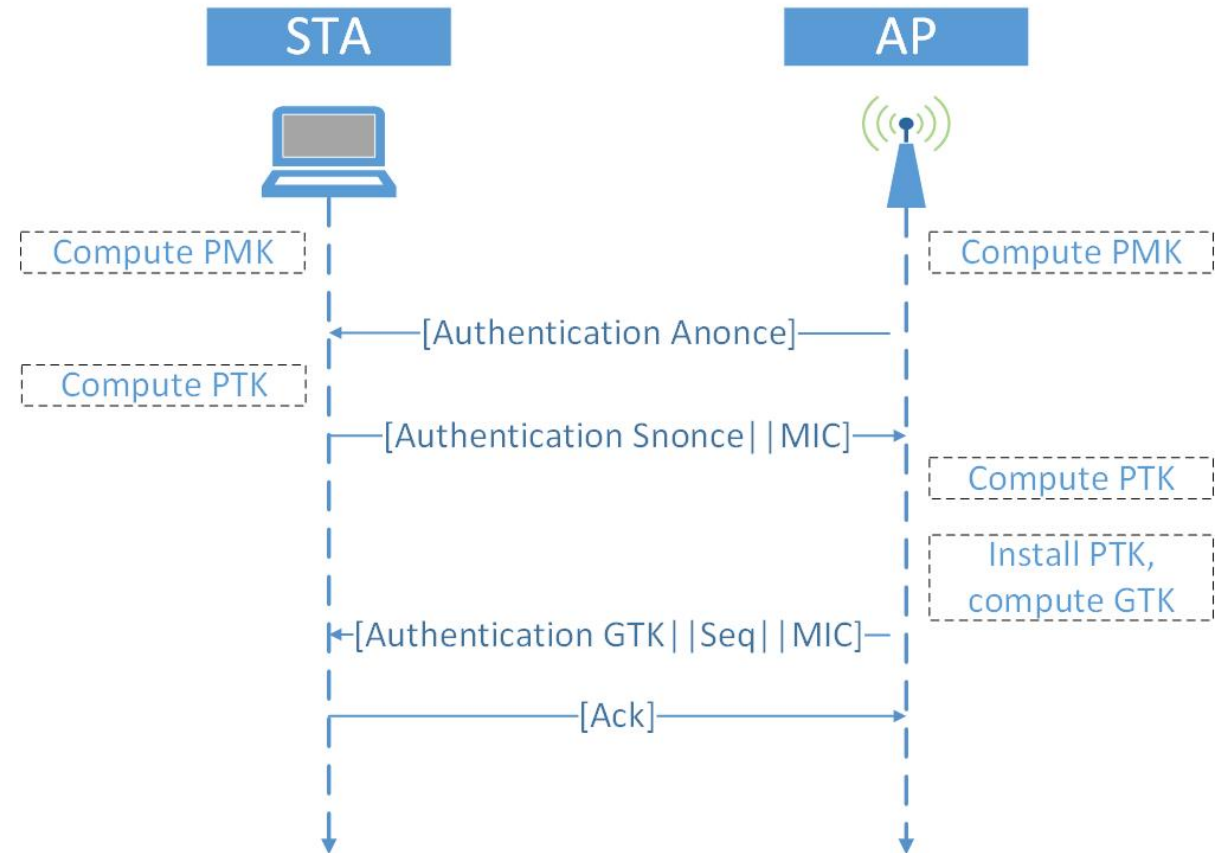 STA
AP
Compute PMK
Compute PMK
[Authentication Anonce]
Compute PTK
[Authentication Snonce||MIC]
Compute PTK
Install PTK,
compute GTK
[Authentication GTK||Seq||MIC]
[Ack]